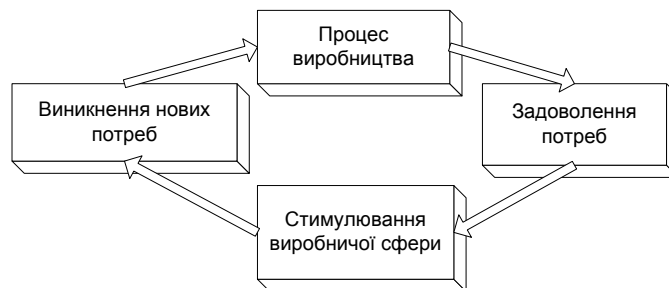 Процес
виробництва
Виникнення нових
потреб
Задоволення
потреб
Стимулювання
виробничої сфери